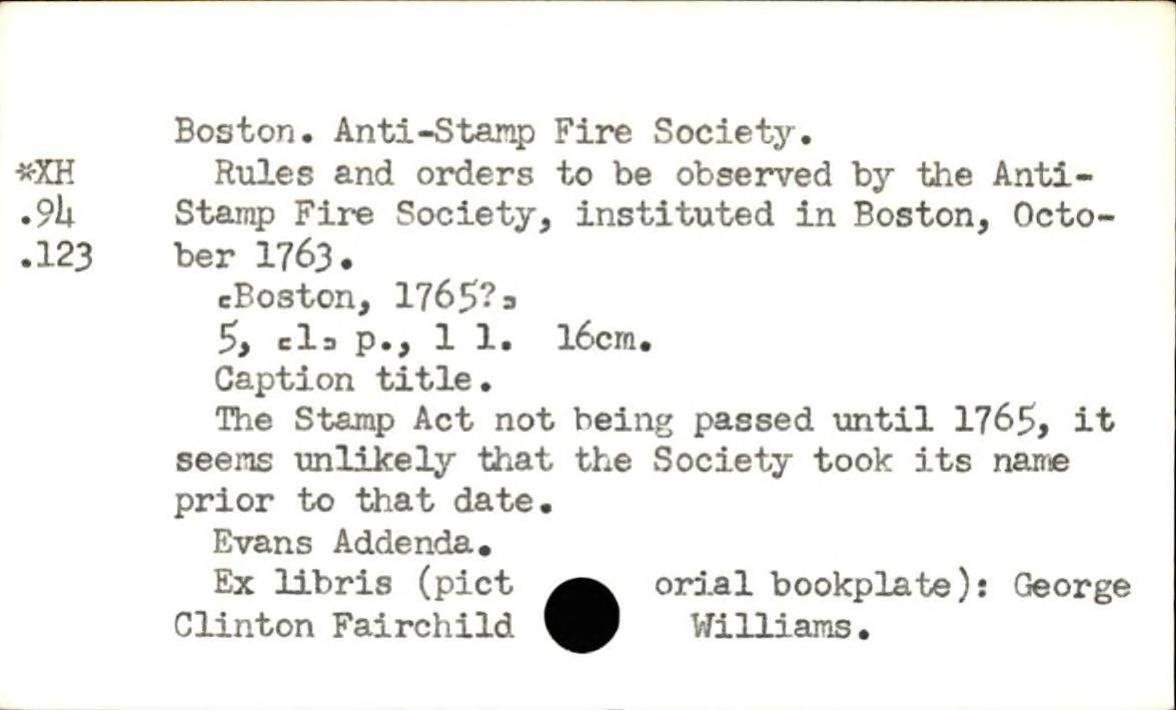 Boston. Anti-Stamp Fire Society.
*XH Rules and orders to be observed by the Anti-
.94 Stamp Fire Society, instituted in Boston, Octo-
.123 ber 1763.
[Boston, 1765?]
5, [1] p., 1 l. 16cm.
Caption title.
The Stamp Act not being passed until 1765, it
seems unlikely that the Society took its name
prior to that date.
Evans Addenda.
Ex libris (pict orial bookplate): George
Clinton Fairchild Williams.